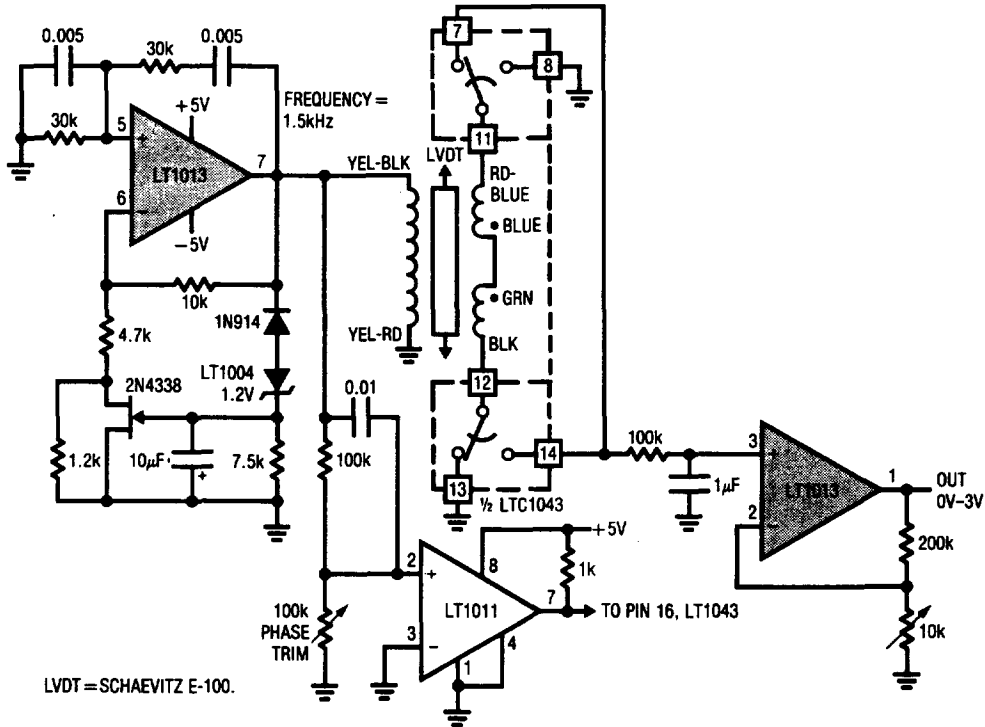 0.005
30k
0.005
30k
5
+
+5V
LT1013
7
6
−
−5V
FREQUENCY =
1.5kHz
10k
1N914
4.7k
LT1004
1.2V
2N4338
1.2k
10µF
+
7.5k
YEL-BLK
YEL-RD
LVDT
7
8
11
RD-
BLUE
BLUE
GRN
BLK
12
13
14
½ LTC1043
0.01
100k
100k
PHASE
TRIM
2
+
3
−
LT1011
8
+5V
1k
7
TO PIN 16, LT1043
1
4
100k
1µF
3
+
2
−
LT1013
1
OUT
0V–3V
200k
10k
LVDT = SCHAEVITZ E-100.